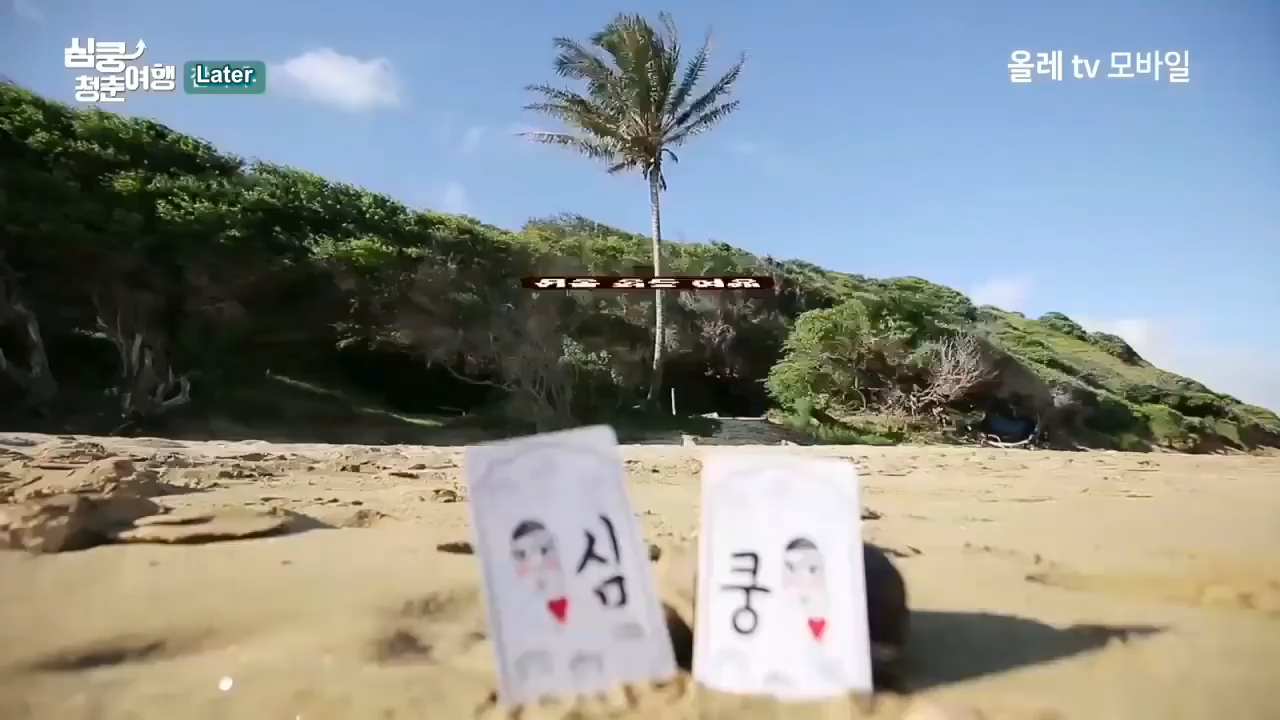 심쿵
청춘여행
Later.
올레 tv 모바일
심
쿵